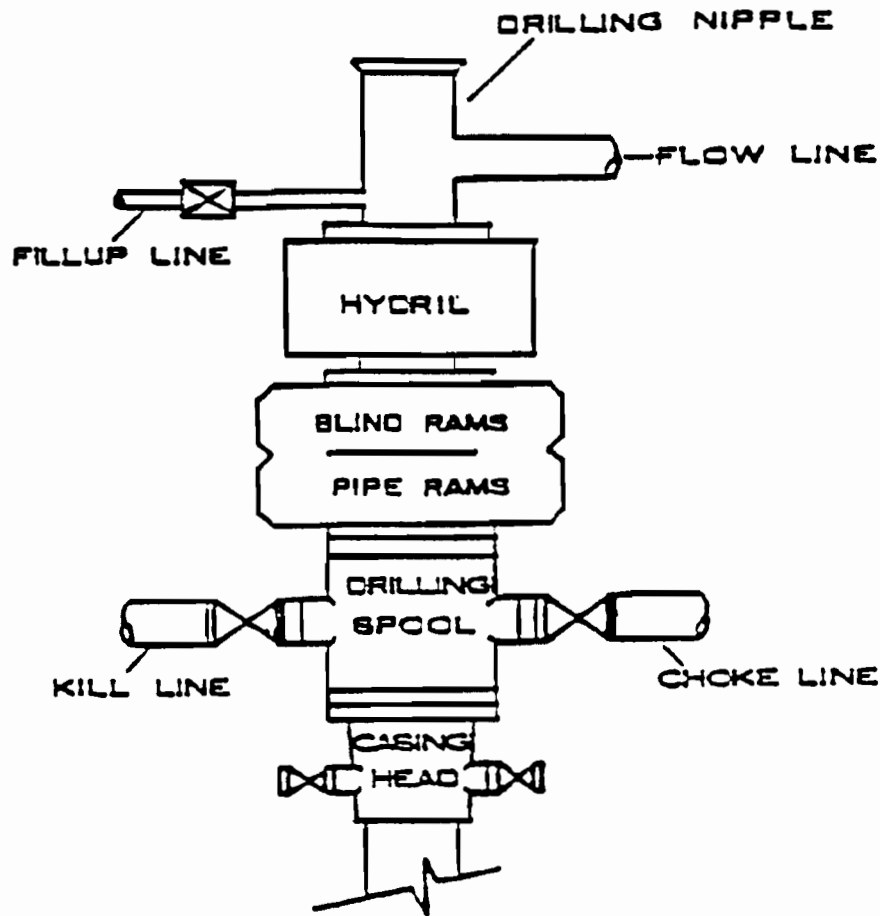 DRILLING NIPPLE
FLOW LINE
FILLUP LINE
HYDRIL
BLIND RAMS
PIPE RAMS
DRILLING
SPOOL
KILL LINE
CHOKE LINE
CASING
HEAD